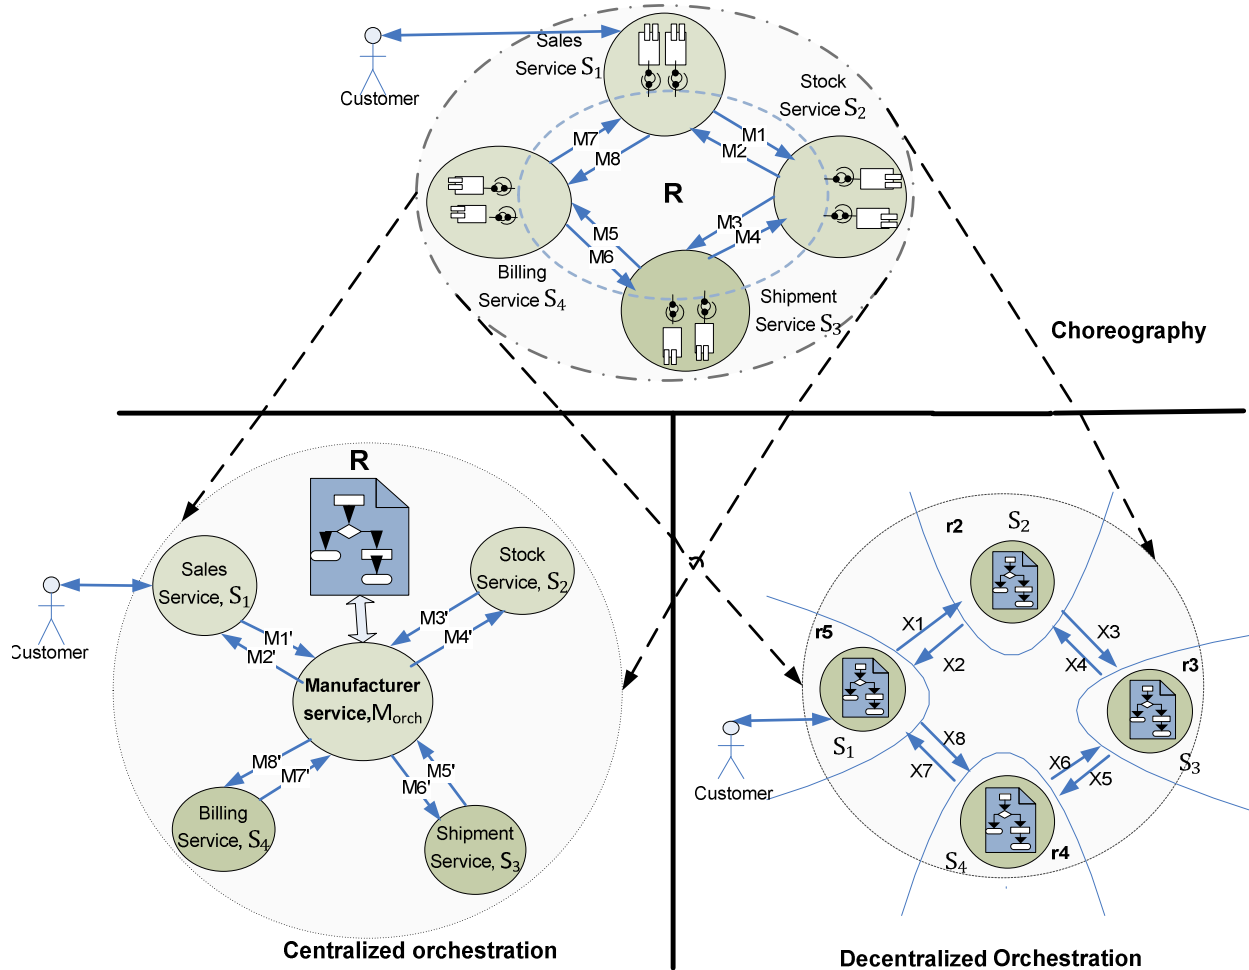 Sales
Service S1
Customer
Stock
Service S2
M7
M8
M1
M2
R
M3
M4
M5
M6
Billing
Service S4
Shipment
Service S3
Choreography
R
Sales
Service, S1
Stock
Service, S2
Customer
M1'
M2'
M3'
M4'
Manufacturer
service,Morch
M8'
M7'
M5'
M6'
Billing
Service, S4
Shipment
Service, S3
Centralized orchestration
r2
S2
r5
X1
X2
X3
X4
r3
S1
S3
Customer
X8
X7
X6
X5
S4
r4
Decentralized Orchestration